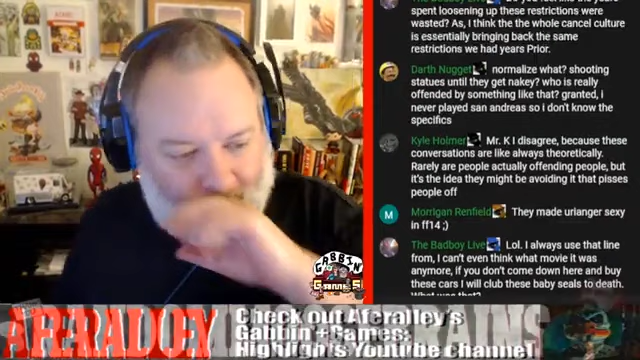 spent loosening up these restrictions were
wasted? As, I think the the whole cancel culture
is essentially bringing back the same
restrictions we had years Prior.
Darth Nugget normalize what? shooting
statues until they get nakey? who is really
offended by something like that? granted, i
never played san andreas so i don't know the
specifics
Kyle Holmer Mr. K I disagree, because these
conversations are like always theoretically.
Rarely are people actually offending people, but
it's the idea they might be avoiding it that pisses
people off
M Morrigan Renfield They made urianger sexy
in ff14 ;)
The Badboy Live Lol. I always use that line
from, I can't even think what movie it was
anymore, if you don't come down here and buy
these cars I will club these baby seals to death.
What was that?
GABBIN'
GAMES
AFERALLEY
Check out Aferalley's
Gabbin'+Games:
Highlights Youtube channel